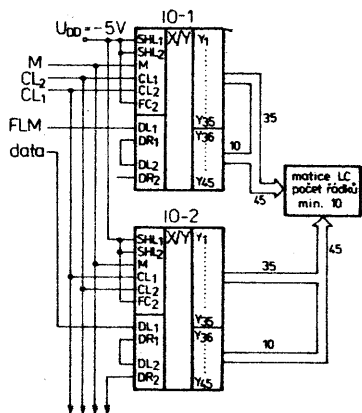 U_DD = -5V
IO-1
M
CL₂
CL₁
FLM
data
SHL₁
SHL₂
M
CL₁
CL₂
FC₂
DL₁
DR₁
DL₂
DR₂
X/Y
Y₁
Y₃₅
Y₃₆
Y₄₅
35
10
45
matice LC
počet řádků
min. 10
IO-2
SHL₁
SHL₂
M
CL₁
CL₂
FC₂
DL₁
DR₁
DL₂
DR₂
X/Y
Y₁
Y₃₅
Y₃₆
Y₄₅
35
10
45